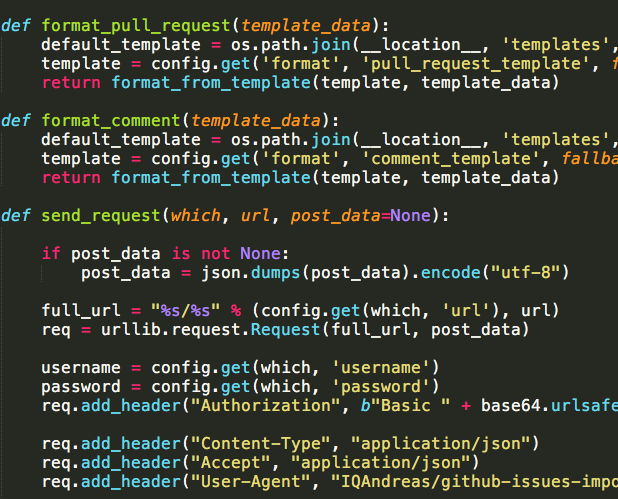 def format_pull_request(template_data):
    default_template = os.path.join(__location__, 'templates',
    template = config.get('format', 'pull_request_template', f
    return format_from_template(template, template_data)

def format_comment(template_data):
    default_template = os.path.join(__location__, 'templates',
    template = config.get('format', 'comment_template', fallba
    return format_from_template(template, template_data)

def send_request(which, url, post_data=None):

    if post_data is not None:
        post_data = json.dumps(post_data).encode("utf-8")

    full_url = "%s/%s" % (config.get(which, 'url'), url)
    req = urllib.request.Request(full_url, post_data)

    username = config.get(which, 'username')
    password = config.get(which, 'password')
    req.add_header("Authorization", b"Basic " + base64.urlsafe

    req.add_header("Content-Type", "application/json")
    req.add_header("Accept", "application/json")
    req.add_header("User-Agent", "IQAndreas/github-issues-impo